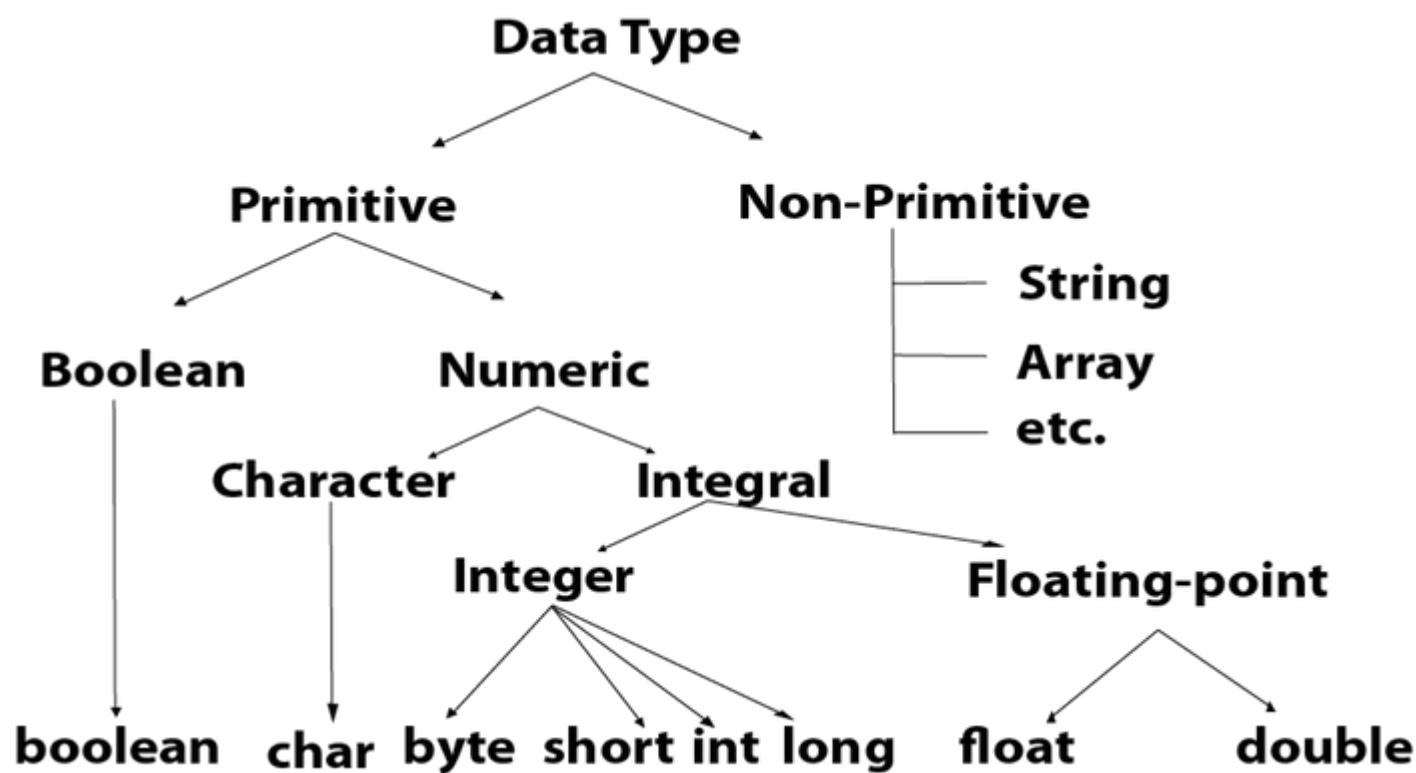 Data Type
Primitive
Non-Primitive
String
Array
etc.
Boolean
Numeric
Character
Integral
Integer
Floating-point
boolean
char
byte
short
int
long
float
double